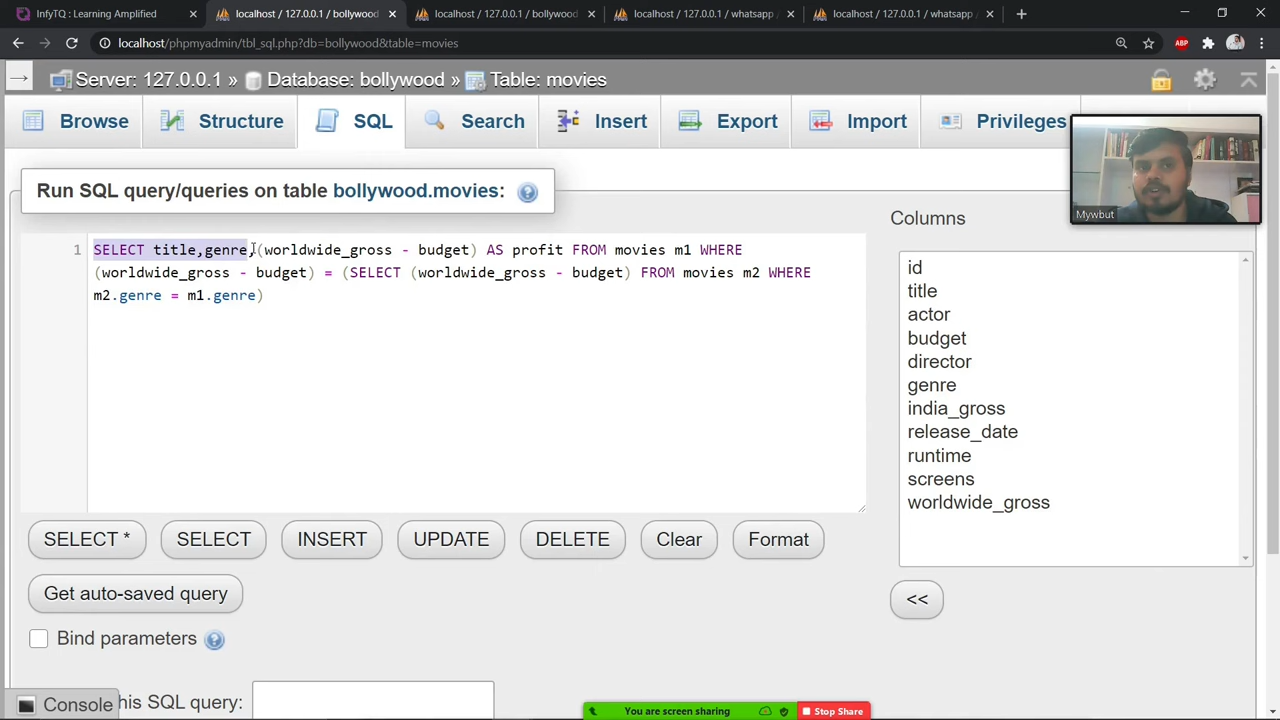 InfyTQ : Learning Amplified
localhost / 127.0.0.1 / bollywood
localhost / 127.0.0.1 / bollywood
localhost / 127.0.0.1 / whatsapp
localhost / 127.0.0.1 / whatsapp
localhost/phpmyadmin/tbl_sql.php?db=bollywood&table=movies
ABP
Server: 127.0.0.1 » Database: bollywood » Table: movies
Browse Structure SQL Search Insert Export Import Privileges
Mywbut
Run SQL query/queries on table bollywood.movies:
Columns
1 SELECT title,genre,(worldwide_gross - budget) AS profit FROM movies m1 WHERE
(worldwide_gross - budget) = (SELECT (worldwide_gross - budget) FROM movies m2 WHERE
m2.genre = m1.genre)
id
title
actor
budget
director
genre
india_gross
release_date
runtime
screens
worldwide_gross
SELECT * SELECT INSERT UPDATE DELETE Clear Format
Get auto-saved query
<<
Bind parameters
Console
his SQL query:
You are screen sharing
Stop Share